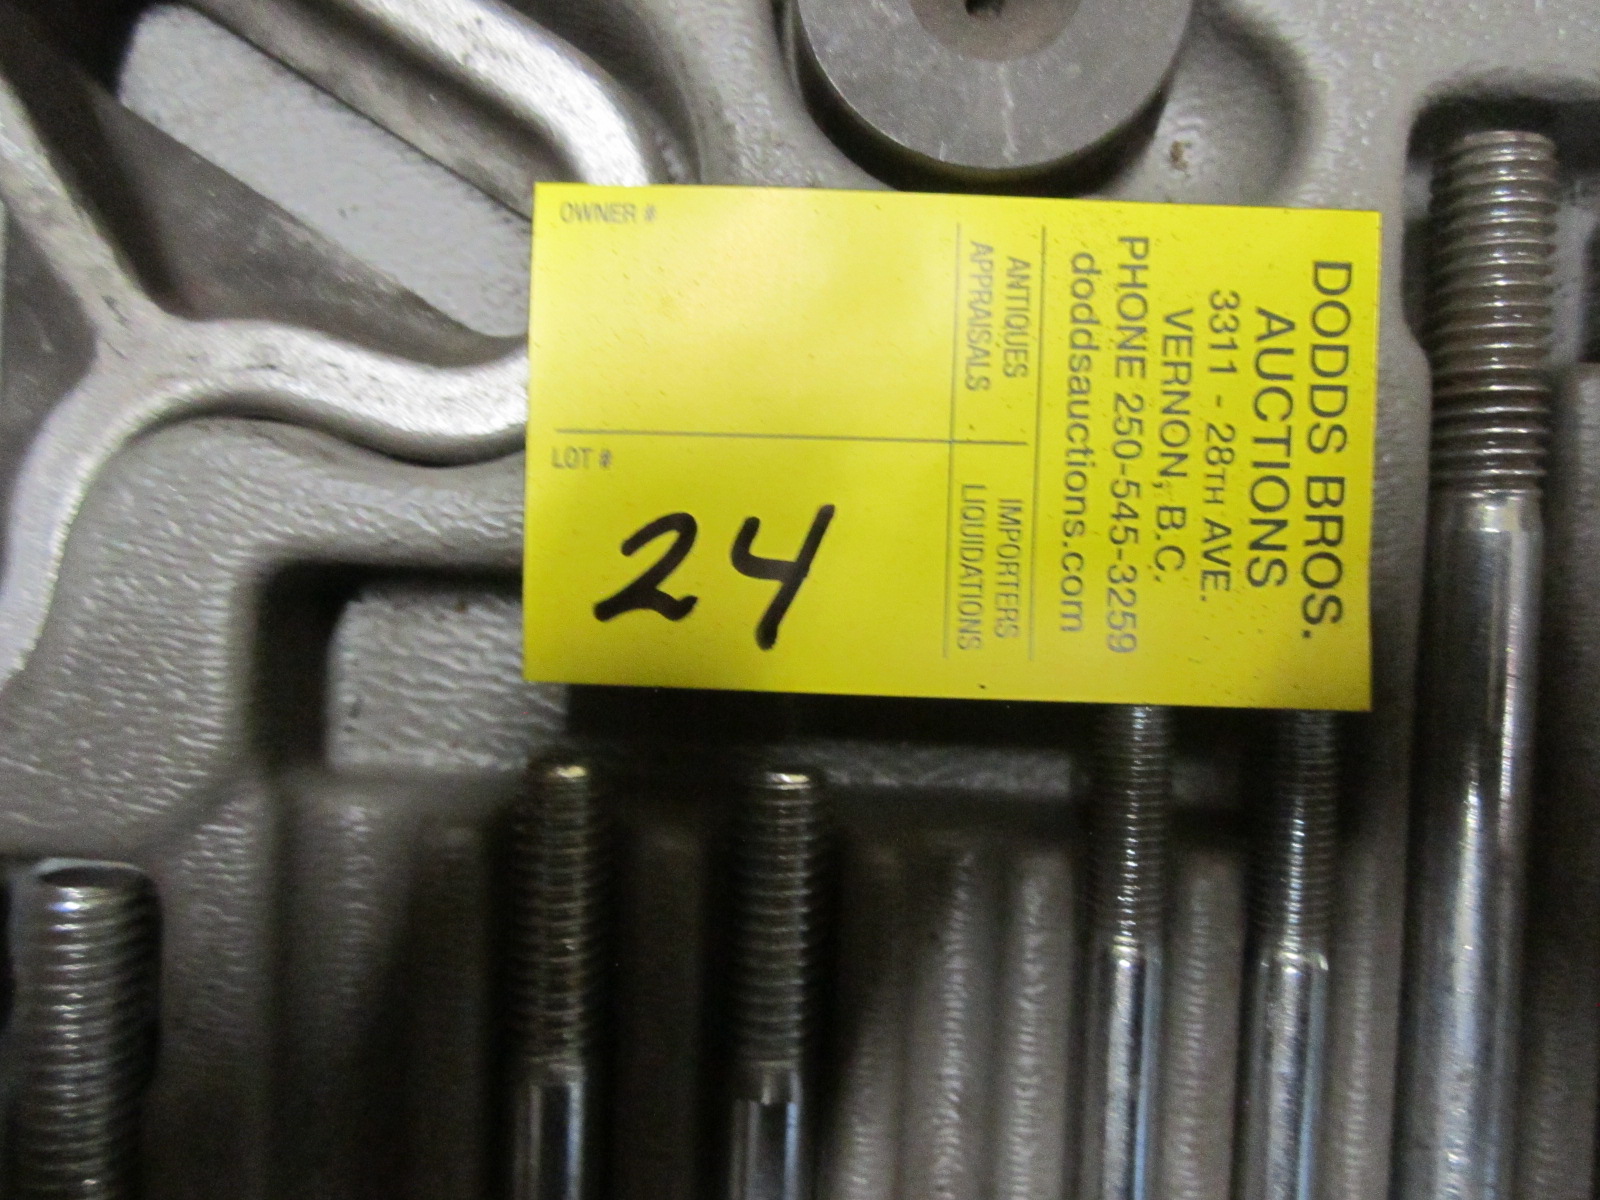 DODDS BROS.
AUCTIONS
3311 - 28TH AVE.
VERNON, B.C.
PHONE 250-545-3259
doddsauctions.com
ANTIQUES
APPRAISALS
IMPORTERS
LIQUIDATIONS
OWNER #
LOT #
24